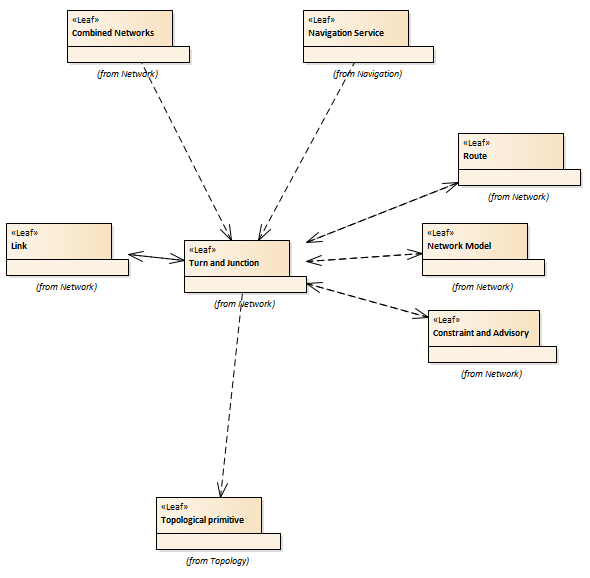 «Leaf»
Combined Networks
(from Network)
«Leaf»
Navigation Service
(from Navigation)
«Leaf»
Route
(from Network)
«Leaf»
Link
(from Network)
«Leaf»
Turn and Junction
(from Network)
«Leaf»
Network Model
(from Network)
«Leaf»
Constraint and Advisory
(from Network)
«Leaf»
Topological primitive
(from Topology)